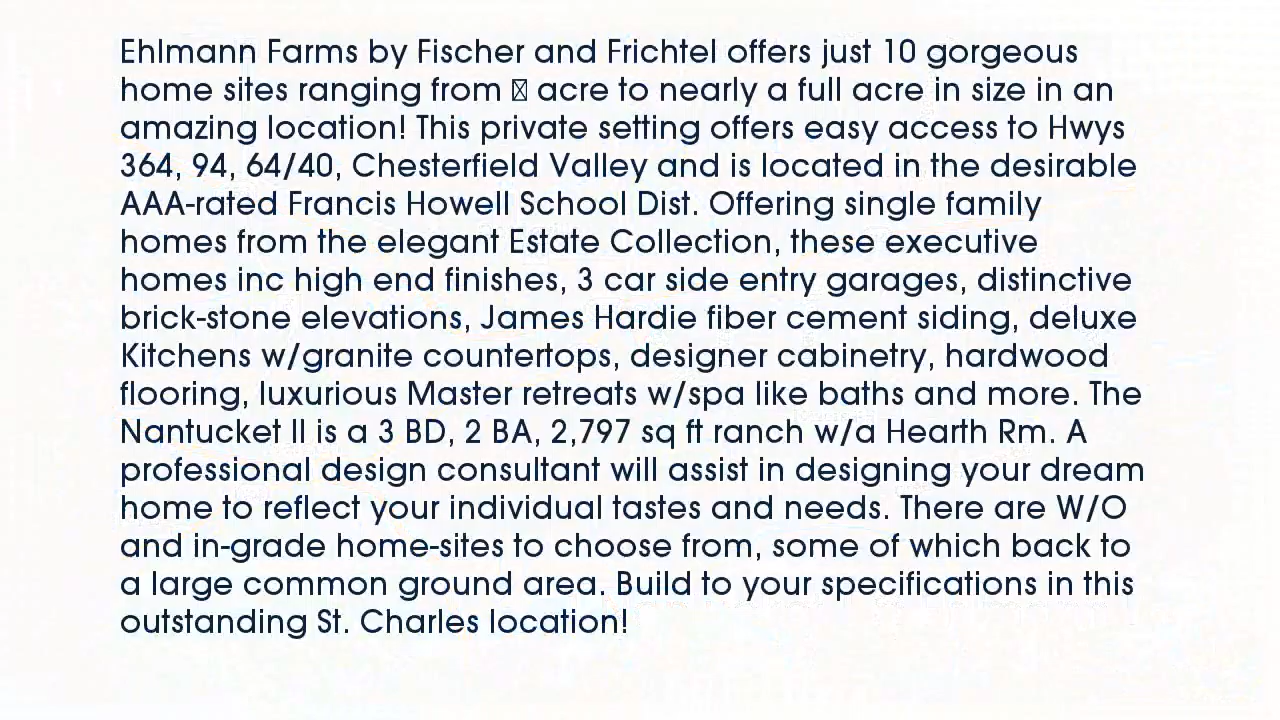 Ehlmann Farms by Fischer and Frichtel offers just 10 gorgeous
home sites ranging from acre to nearly a full acre in size in an
amazing location! This private setting offers easy access to Hwys
364, 94, 64/40, Chesterfield Valley and is located in the desirable
AAA-rated Francis Howell School Dist. Offering single family
homes from the elegant Estate Collection, these executive
homes inc high end finishes, 3 car side entry garages, distinctive
brick-stone elevations, James Hardie fiber cement siding, deluxe
Kitchens w/granite countertops, designer cabinetry, hardwood
flooring, luxurious Master retreats w/spa like baths and more. The
Nantucket II is a 3 BD, 2 BA, 2,797 sq ft ranch w/a Hearth Rm. A
professional design consultant will assist in designing your dream
home to reflect your individual tastes and needs. There are W/O
and in-grade home-sites to choose from, some of which back to
a large common ground area. Build to your specifications in this
outstanding St. Charles location!